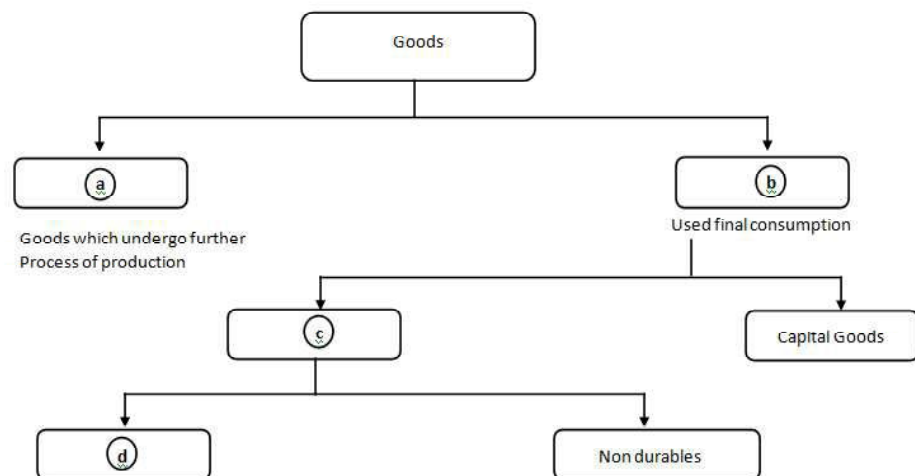 Goods
a
b
Goods which undergo further
Process of production
Used final consumption
c
Capital Goods
d
Non durables